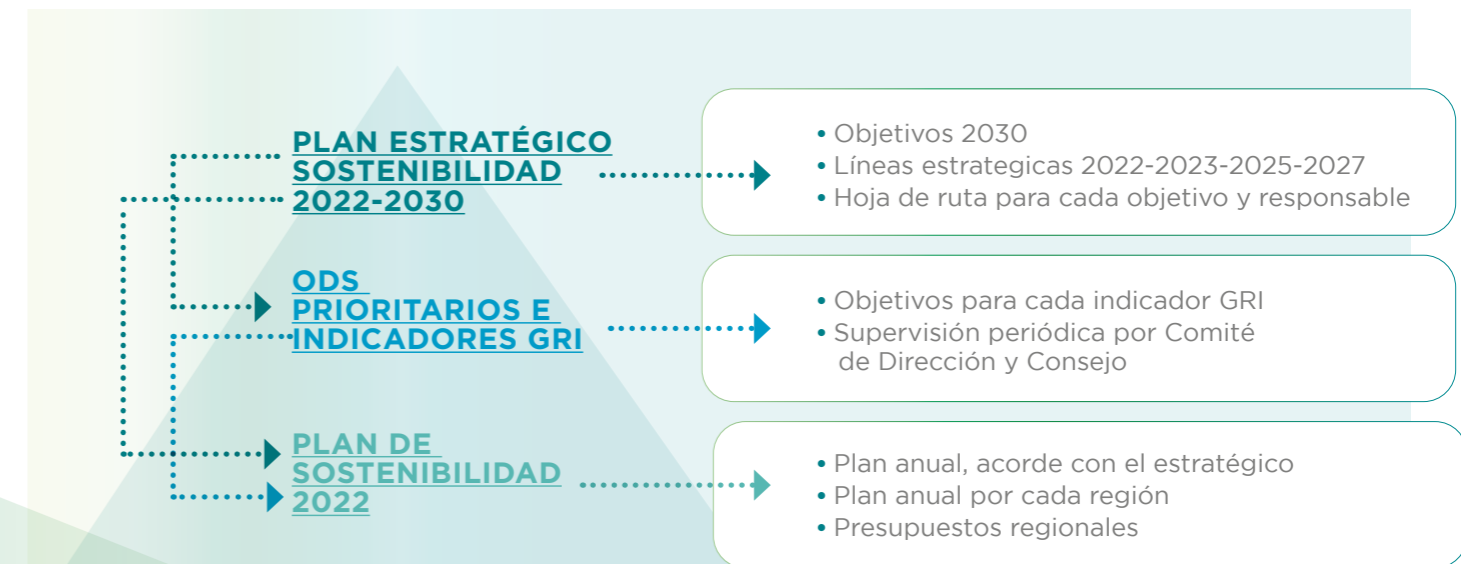 PLAN ESTRATÉGICO
SOSTENIBILIDAD
2022-2030
• Objetivos 2030
• Líneas estrategicas 2022-2023-2025-2027
• Hoja de ruta para cada objetivo y responsable
ODS
PRIORITARIOS E
INDICADORES GRI
• Objetivos para cada indicador GRI
• Supervisión periódica por Comité
de Dirección y Consejo
PLAN DE
SOSTENIBILIDAD
2022
• Plan anual, acorde con el estratégico
• Plan anual por cada región
• Presupuestos regionales